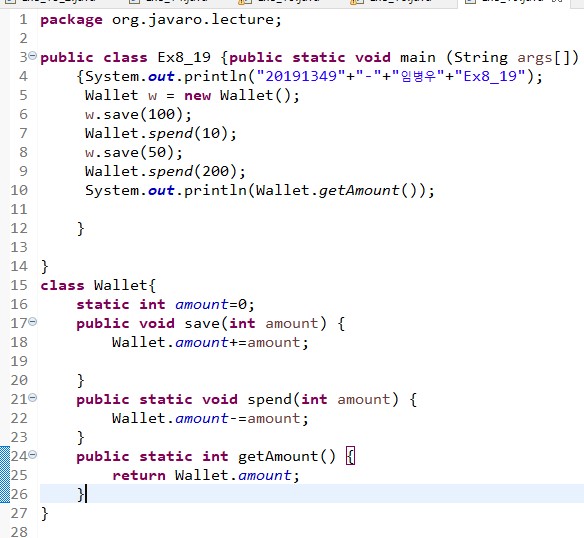 1 package org.javaro.lecture;
2
3 public class Ex8_19 {public static void main (String args[])
4 {System.out.println("20191349"+"-"+"임병우"+"Ex8_19");
5 Wallet w = new Wallet();
6 w.save(100);
7 Wallet.spend(10);
8 w.save(50);
9 Wallet.spend(200);
10 System.out.println(Wallet.getAmount());
11
12 }
13
14 }
15 class Wallet{
16 static int amount=0;
17 public void save(int amount) {
18 Wallet.amount+=amount;
19
20 }
21 public static void spend(int amount) {
22 Wallet.amount-=amount;
23 }
24 public static int getAmount() {
25 return Wallet.amount;
26 }
27 }
28